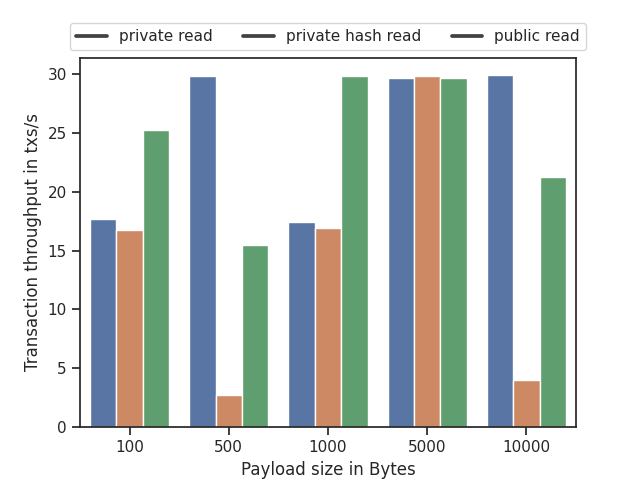 private read private hash read public read
Transaction throughput in txs/s
30
25
20
15
10
5
0
100 500 1000 5000 10000
Payload size in Bytes